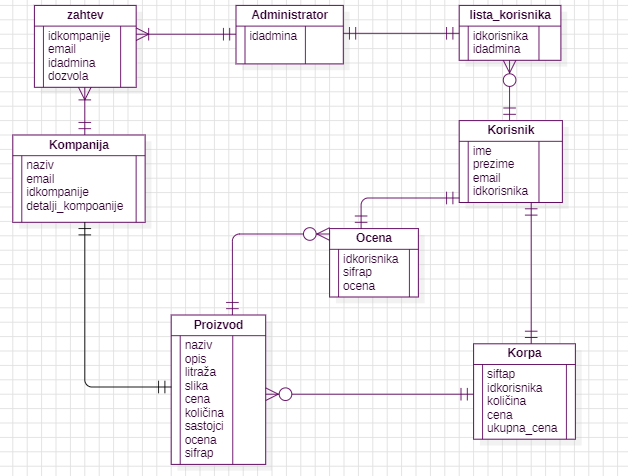 zahtev
idkompanije
email
idadmina
dozvola
Administrator
idadmina
lista_korisnika
idkorisnika
idadmina
Kompanija
naziv
email
idkompanije
detalji_kompoanije
Korisnik
ime
prezime
email
idkorisnika
Ocena
idkorisnika
sifrap
ocena
Proizvod
naziv
opis
litraža
slika
cena
količina
sastojci
ocena
sifrap
Korpa
siftap
idkorisnika
količina
cena
ukupna_cena